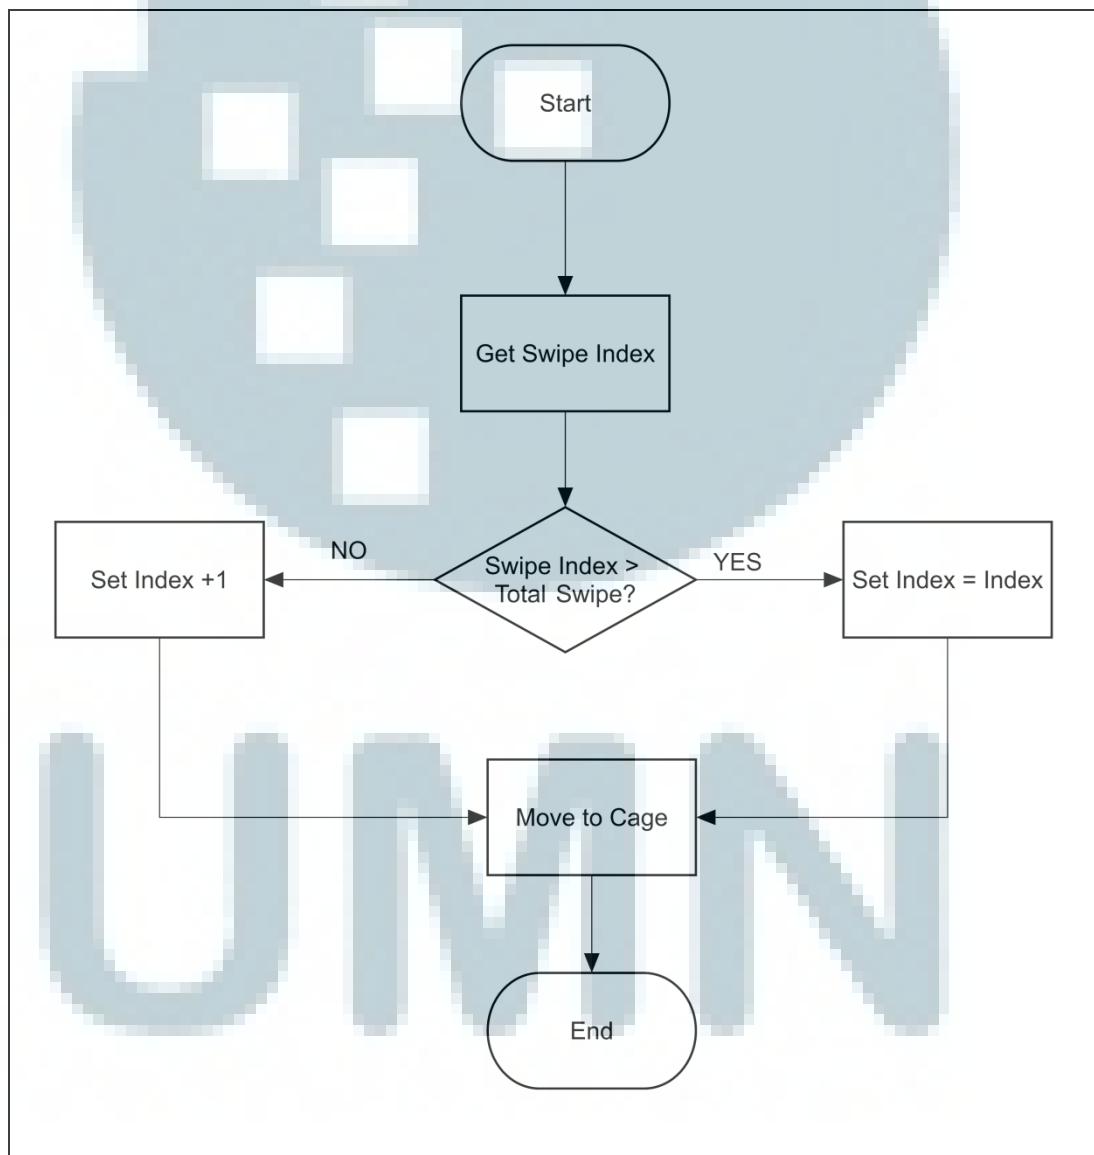 Start
Get Swipe Index
Swipe Index >
Total Swipe?
NO
YES
Set Index +1
Set Index = Index
Move to Cage
End
UMN